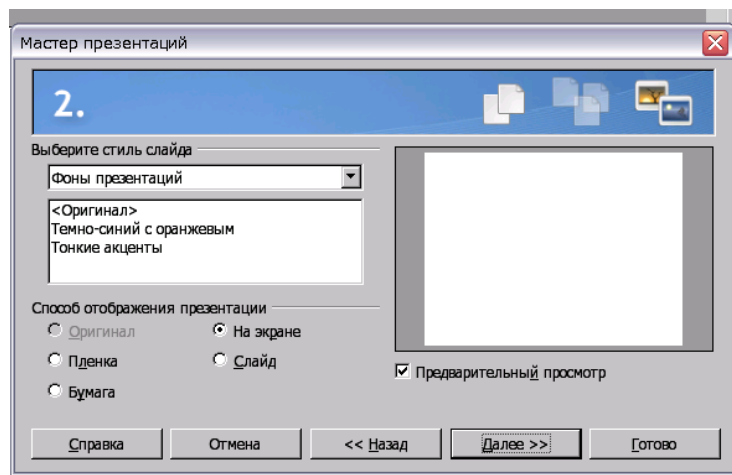 Мастер презентаций
2.
Выберите стиль слайда
Фоны презентаций
<Оригинал>
Темно-синий с оранжевым
Тонкие акценты
Способ отображения презентации
Оригинал
На экране
Пленка
Слайд
Бумага
Предварительный просмотр
Справка
Отмена
<< Назад
Далее >>
Готово